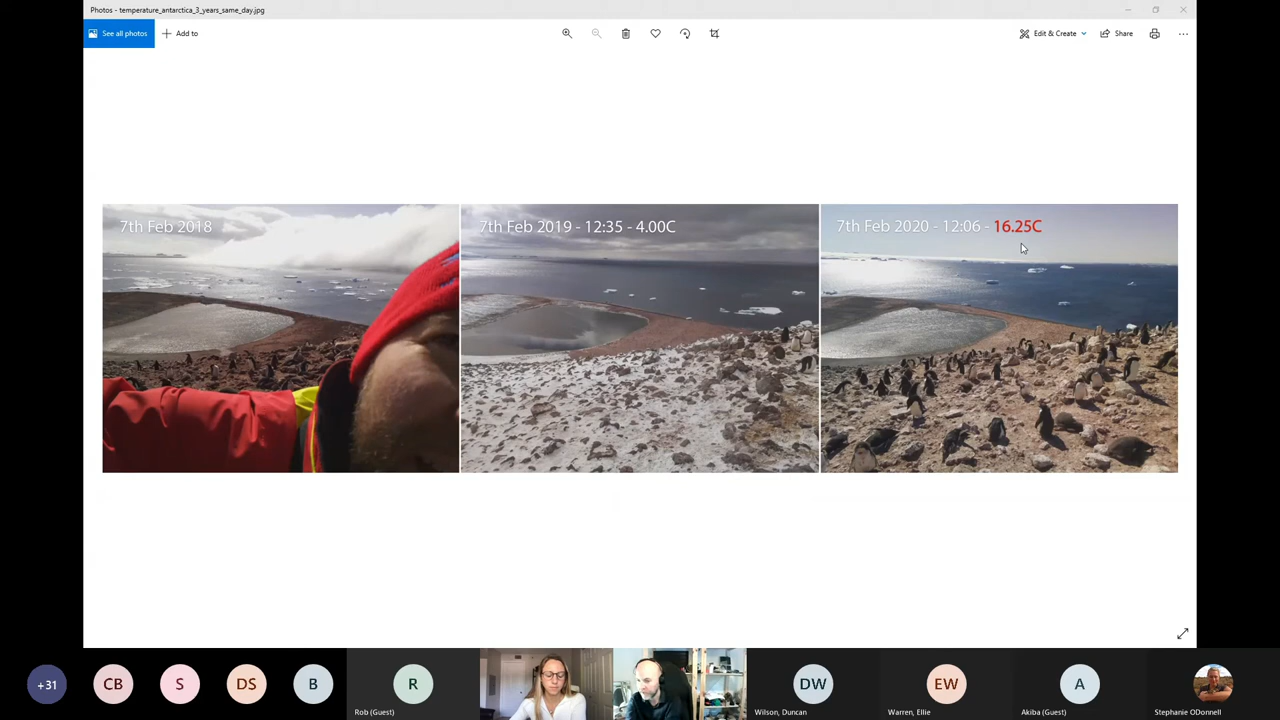 Photos - temperature_antarctica_3_years_same_day.jpg
See all photos
Add to
Edit & Create
Share
7th Feb 2018
7th Feb 2019 - 12:35 - 4.00C
7th Feb 2020 - 12:06 - 16.25C
+31
CB
S
DS
B
R
DW
EW
A
Rob (Guest)
Wilson, Duncan
Warren, Ellie
Akiba (Guest)
Stephanie ODonnell